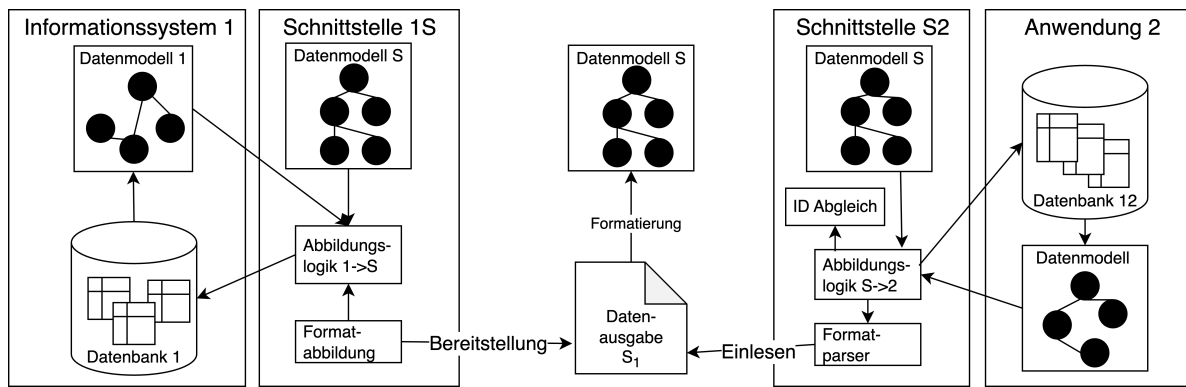 Informationssystem 1
Datenmodell 1
Datenbank 1
Schnittstelle 1S
Datenmodell S
Abbildungs-
logik 1->S
Format-
abbildung
Bereitstellung
Datenmodell S
Formatierung
Daten-
ausgabe
S1
Einlesen
Schnittstelle S2
Datenmodell S
ID Abgleich
Abbildungs-
logik S->2
Format-
parser
Anwendung 2
Datenbank 12
Datenmodell